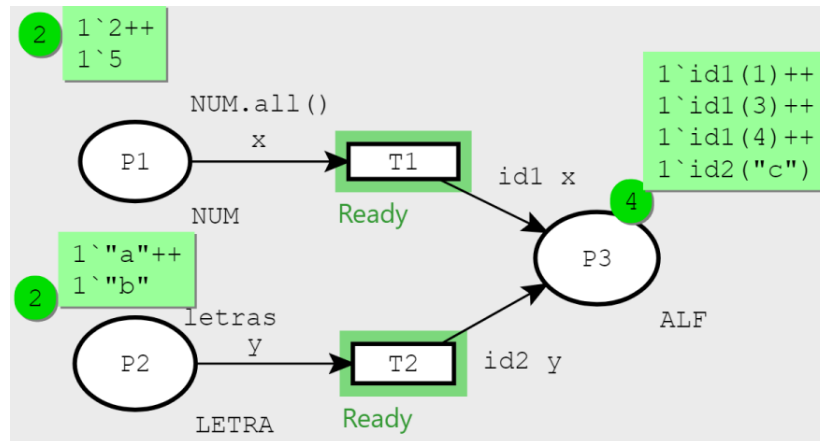 2
1`2++
1`5
NUM.all()
x
P1
T1
NUM
Ready
id1 x
1`id1(1)++
1`id1(3)++
1`id1(4)++
1`id2("c")
4
P3
ALF
1`"a"++
1`"b"
2
letras
y
P2
T2
id2 y
LETRA
Ready